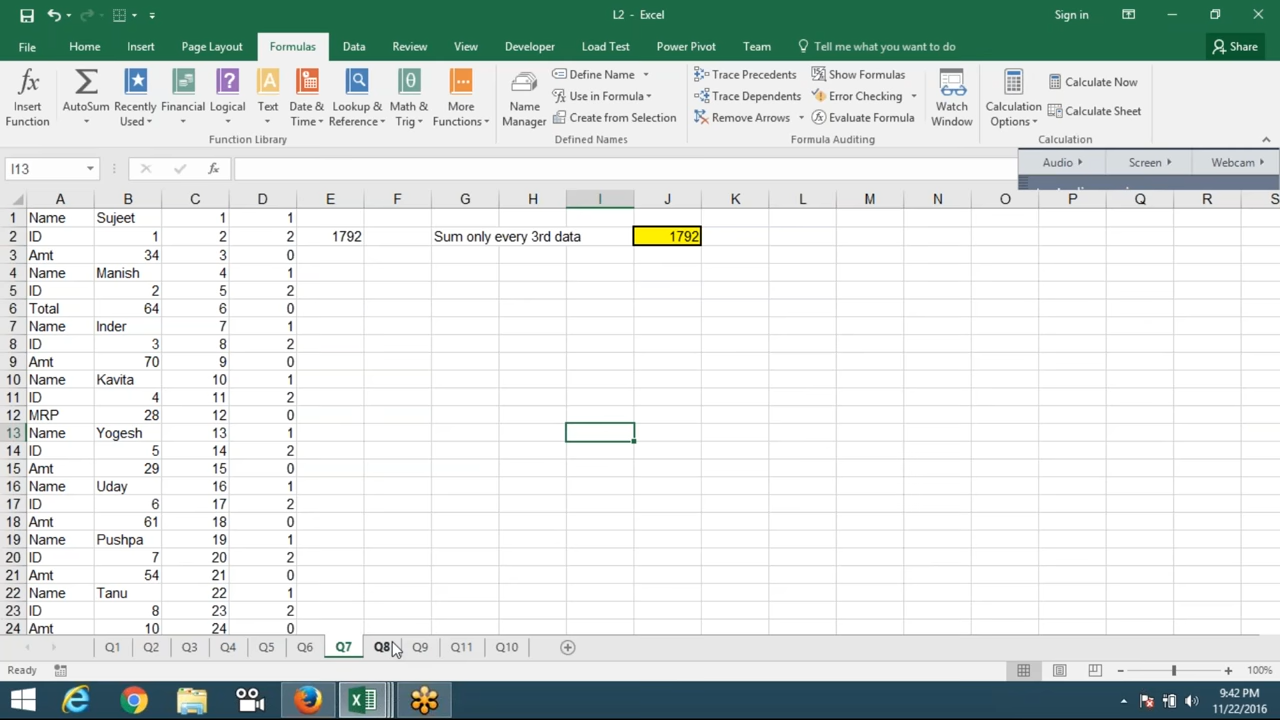 L2 - Excel
Sign in
File Home Insert Page Layout Formulas Data Review View Developer Load Test Power Pivot Team Tell me what you want to do Share
Insert Function
AutoSum
Recently Used
Financial
Logical
Text
Date & Time
Lookup & Reference
Math & Trig
More Functions
Function Library
Name Manager
Define Name
Use in Formula
Create from Selection
Defined Names
Trace Precedents
Trace Dependents
Remove Arrows
Show Formulas
Error Checking
Evaluate Formula
Formula Auditing
Watch Window
Calculation Options
Calculate Now
Calculate Sheet
Calculation
I13 fx
Audio Screen Webcam
A B C D E F G H I J K L M N O P Q R S
1 Name Sujeet 1 1
2 ID 1 2 2 1792 Sum only every 3rd data 1792
3 Amt 34 3 0
4 Name Manish 4 1
5 ID 2 5 2
6 Total 64 6 0
7 Name Inder 7 1
8 ID 3 8 2
9 Amt 70 9 0
10 Name Kavita 10 1
11 ID 4 11 2
12 MRP 28 12 0
13 Name Yogesh 13 1
14 ID 5 14 2
15 Amt 29 15 0
16 Name Uday 16 1
17 ID 6 17 2
18 Amt 61 18 0
19 Name Pushpa 19 1
20 ID 7 20 2
21 Amt 54 21 0
22 Name Tanu 22 1
23 ID 8 23 2
24 Amt 10 24 0
Q1 Q2 Q3 Q4 Q5 Q6 Q7 Q8 Q9 Q11 Q10
Ready
100%
9:42 PM
11/22/2016